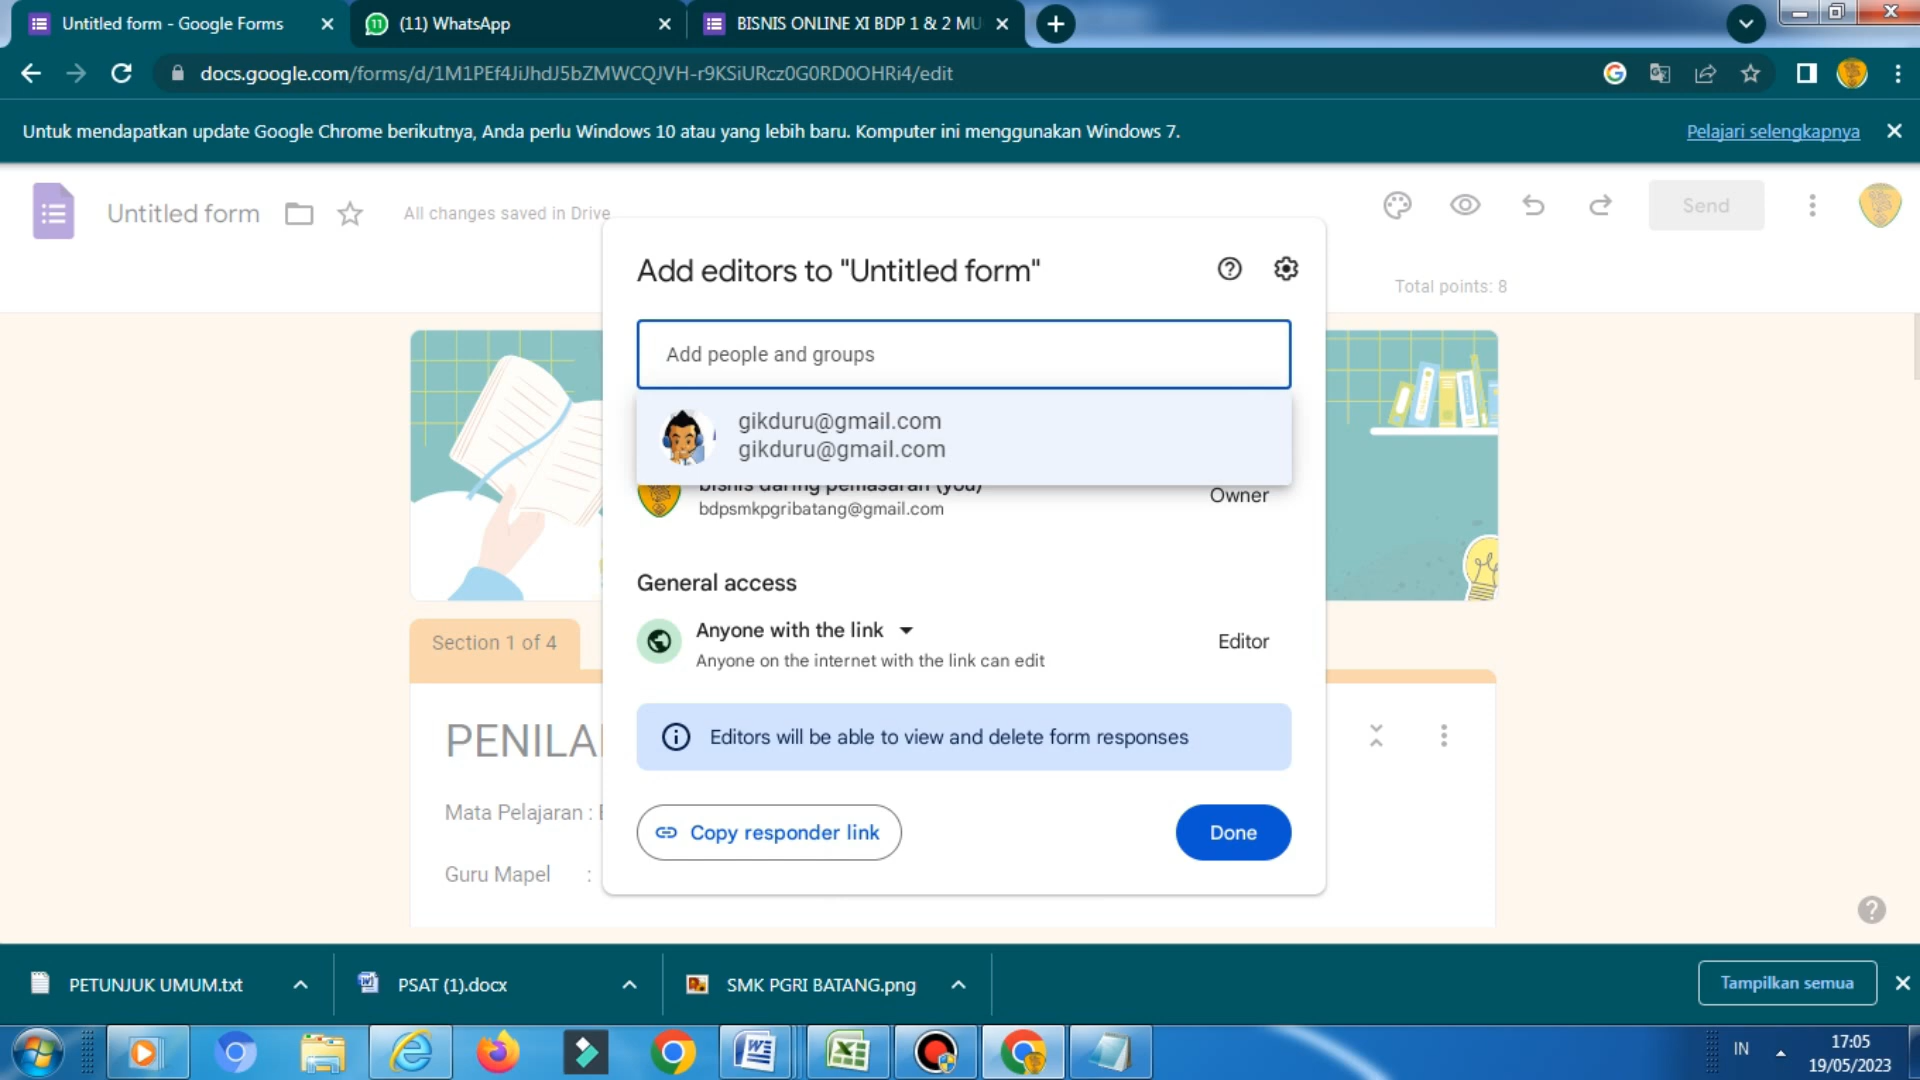 Untitled form - Google Forms
(11) WhatsApp
BISNIS ONLINE XI BDP 1 & 2 MU
docs.google.com/forms/d/1M1PEf4JiJhdJ5bZMWCQJVH-r9KSiURcz0G0RD0OHRi4/edit
Untuk mendapatkan update Google Chrome berikutnya, Anda perlu Windows 10 atau yang lebih baru. Komputer ini menggunakan Windows 7.
Pelajari selengkapnya
Untitled form
All changes saved in Drive
Send
Total points: 8
Add editors to "Untitled form"
Add people and groups
gikduru@gmail.com
gikduru@gmail.com
bisnis daring pemasaran (you)
bdpsmkpgribatang@gmail.com
Owner
General access
Anyone with the link
Anyone on the internet with the link can edit
Editor
Editors will be able to view and delete form responses
Copy responder link
Done
Section 1 of 4
PENILA
Mata Pelajaran :
Guru Mapel :
PETUNJUK UMUM.txt
PSAT (1).docx
SMK PGRI BATANG.png
Tampilkan semua
IN
17:05
19/05/2023